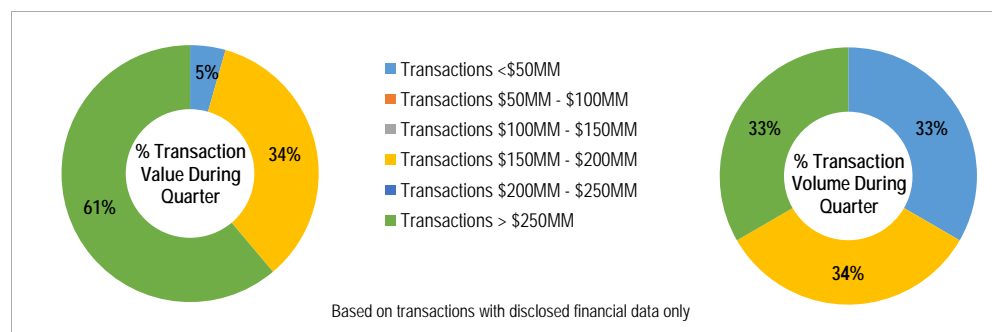 5%
34%
61%
% Transaction
Value During
Quarter
Transactions <$50MM
Transactions $50MM - $100MM
Transactions $100MM - $150MM
Transactions $150MM - $200MM
Transactions $200MM - $250MM
Transactions > $250MM
33%
33%
34%
% Transaction
Volume During
Quarter
Based on transactions with disclosed financial data only